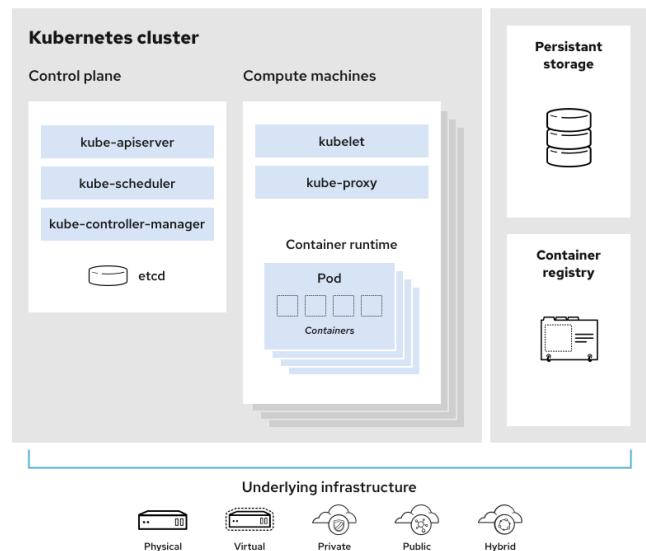 Kubernetes cluster
Control plane
kube-apiserver
kube-scheduler
kube-controller-manager
etcd
Compute machines
kubelet
kube-proxy
Container runtime
Pod
Containers
Persistant
storage
Container
registry
Underlying infrastructure
Physical
Virtual
Private
Public
Hybrid